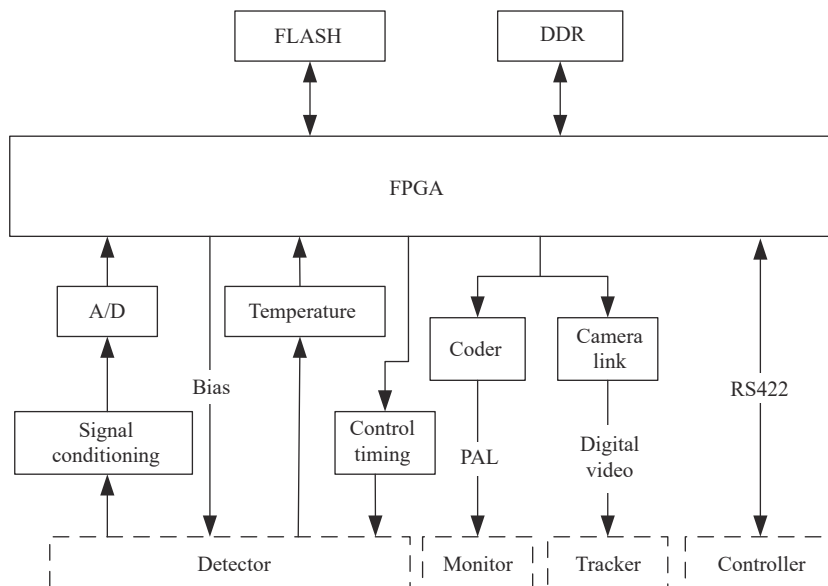 FLASH
DDR
FPGA
A/D
Temperature
Coder
Camera
link
Bias
RS422
Signal
conditioning
Control
timing
PAL
Digital
video
Detector
Monitor
Tracker
Controller